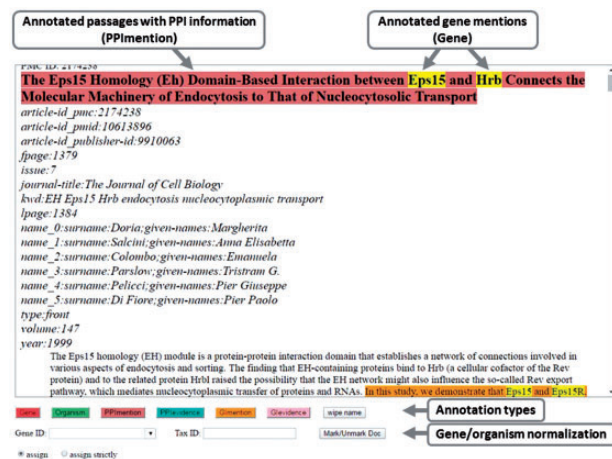 Annotated passages with PPI information
(PPImention)
Annotated gene mentions
(Gene)
PMC ID: 2174238
The Eps15 Homology (Eh) Domain-Based Interaction between Eps15 and Hrb Connects the
Molecular Machinery of Endocytosis to That of Nucleocytosolic Transport
article-id_pmc:2174238
article-id_pmid:10613896
article-id_publisher-id:9910063
fpage:1379
issue:7
journal-title:The Journal of Cell Biology
kwd:EH Eps15 Hrb endocytosis nucleocytoplasmic transport
lpage:1384
name_0:surname:Doria;given-names:Margherita
name_1:surname:Salcini;given-names:Anna Elisabetta
name_2:surname:Colombo;given-names:Emanuela
name_3:surname:Parslow;given-names:Tristram G.
name_4:surname:Pelicci;given-names:Pier Giuseppe
name_5:surname:Di Fiore;given-names:Pier Paolo
type:front
volume:147
year:1999
The Eps15 homology (EH) module is a protein-protein interaction domain that establishes a network of connections involved in
various aspects of endocytosis and sorting. The finding that EH-containing proteins bind to Hrb (a cellular cofactor of the Rev
protein) and to the related protein Hrbl raised the possibility that the EH network might also influence the so-called Rev export
pathway, which mediates nucleocytoplasmic transfer of proteins and RNAs. In this study, we demonstrate that Eps15 and Eps15R,
Gene Organism PPImention PPIevidence GImention GIevidence wipe name
Annotation types
Gene ID: Tax ID: Mark/Unmark Doc
Gene/organism normalization
assign assign strictly